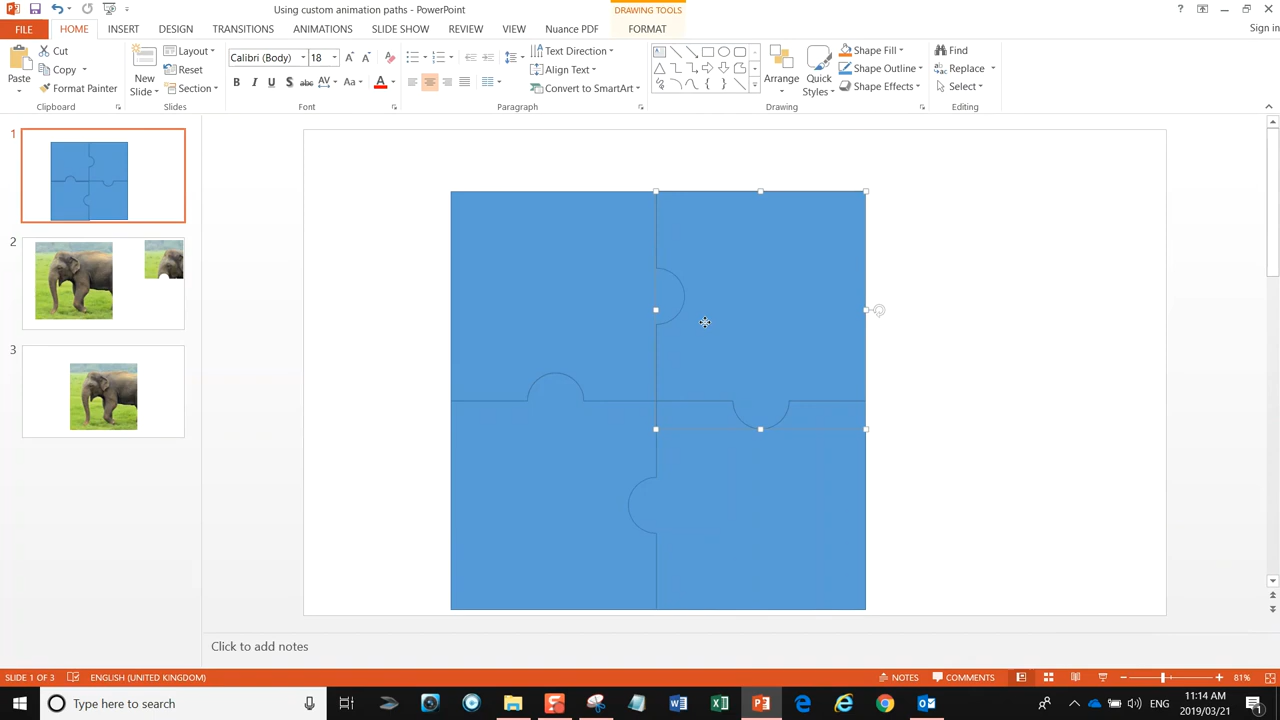 Using custom animation paths - PowerPoint
DRAWING TOOLS
Sign in
FILE HOME INSERT DESIGN TRANSITIONS ANIMATIONS SLIDE SHOW REVIEW VIEW Nuance PDF FORMAT
Paste
Cut
Copy
Format Painter
Clipboard
New Slide
Layout
Reset
Section
Slides
Calibri (Body) 18
B I U S abc AV Aa A
Font
Paragraph
Text Direction
Align Text
Convert to SmartArt
Arrange
Quick Styles
Shape Fill
Shape Outline
Shape Effects
Drawing
Find
Replace
Select
Editing
1
2
3
Click to add notes
SLIDE 1 OF 3 ENGLISH (UNITED KINGDOM) NOTES COMMENTS 81%
Type here to search
ENG
11:14 AM
2019/03/21